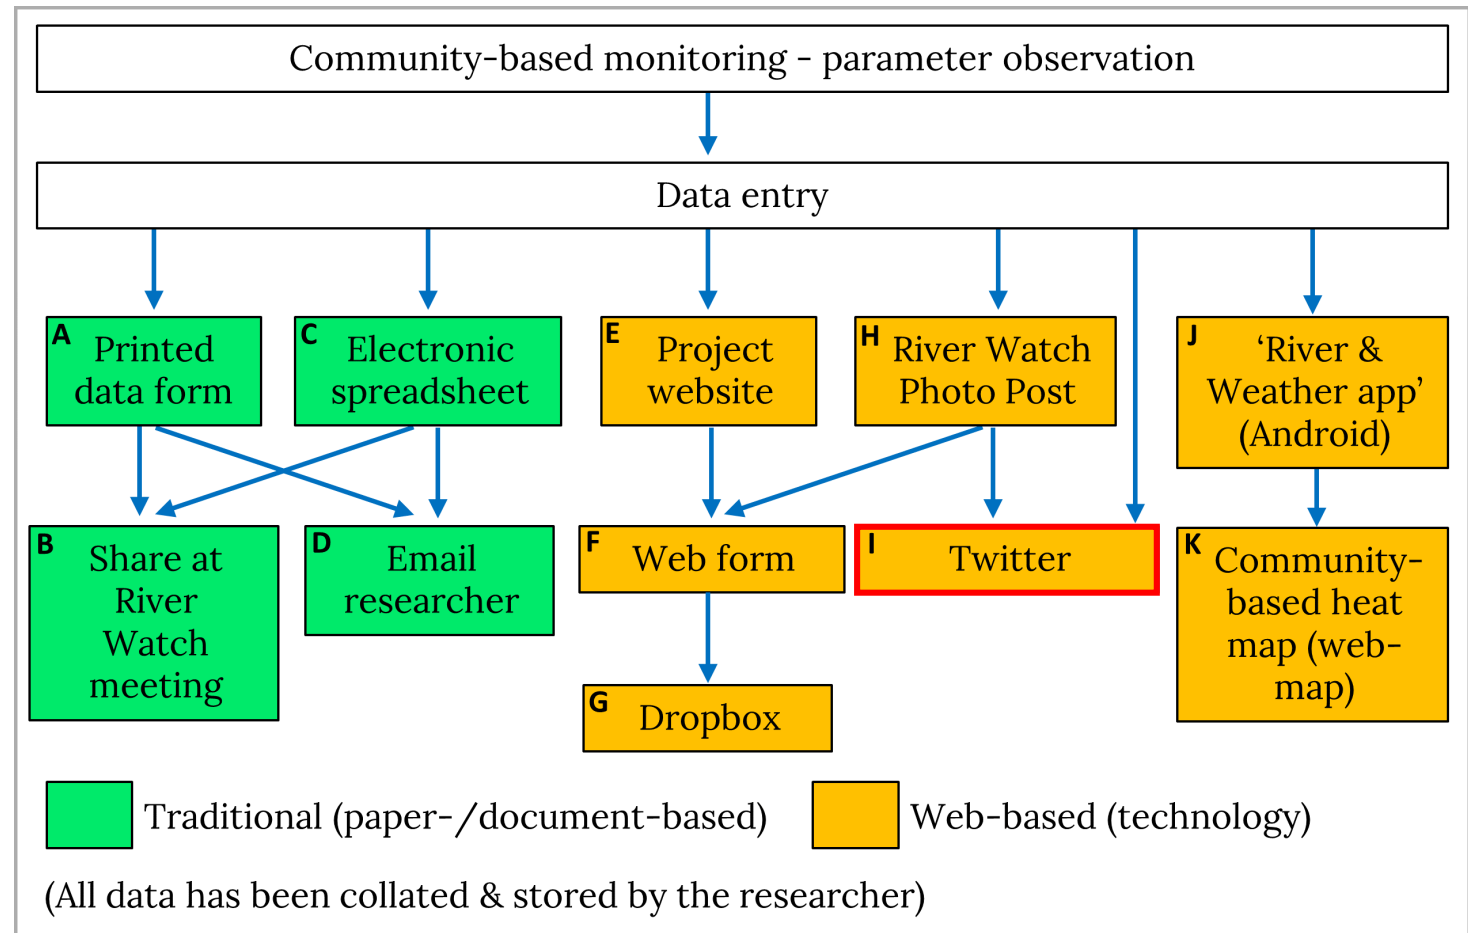 Community-based monitoring - parameter observation
Data entry
A
Printed
data form
C
Electronic
spreadsheet
E
Project
website
H
River Watch
Photo Post
J
‘River &
Weather app’
(Android)
B
Share at
River
Watch
meeting
D
Email
researcher
F
Web form
I
Twitter
K
Community-
based heat
map (web-
map)
G
Dropbox
Traditional (paper-/document-based)
Web-based (technology)
(All data has been collated & stored by the researcher)